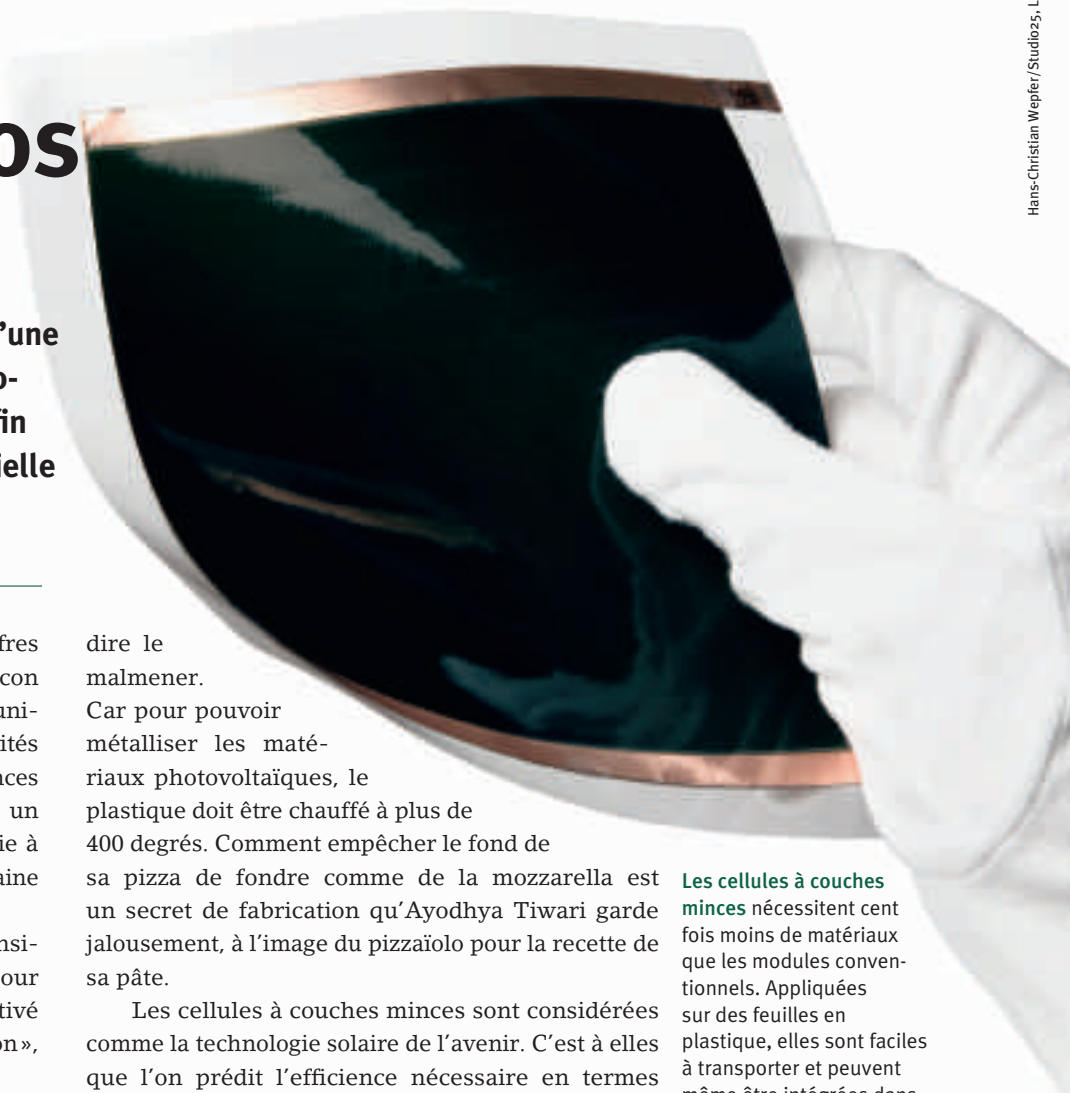 os
'une
o-
fin
ielle
fres
con
uni-
ités
nces
un
ie à
aine
nsi-
our
tivé
on»,
dire le
malmener.
Car pour pouvoir
métalliser les maté-
riaux photovoltaïques, le
plastique doit être chauffé à plus de
400 degrés. Comment empêcher le fond de
sa pizza de fondre comme de la mozzarella est
un secret de fabrication qu'Ayodhya Tiwari garde
jalousement, à l'image du pizzaïolo pour la recette de
sa pâte.
Les cellules à couches minces sont considérées
comme la technologie solaire de l'avenir. C'est à elles
que l'on prédit l'efficience nécessaire en termes
Les cellules à couches
minces nécessitent cent
fois moins de matériaux
que les modules conven-
tionnels. Appliquées
sur des feuilles en
plastique, elles sont faciles
à transporter et peuvent
même être intégrées dans
Hans-Christian Wepfer/Studio25, L